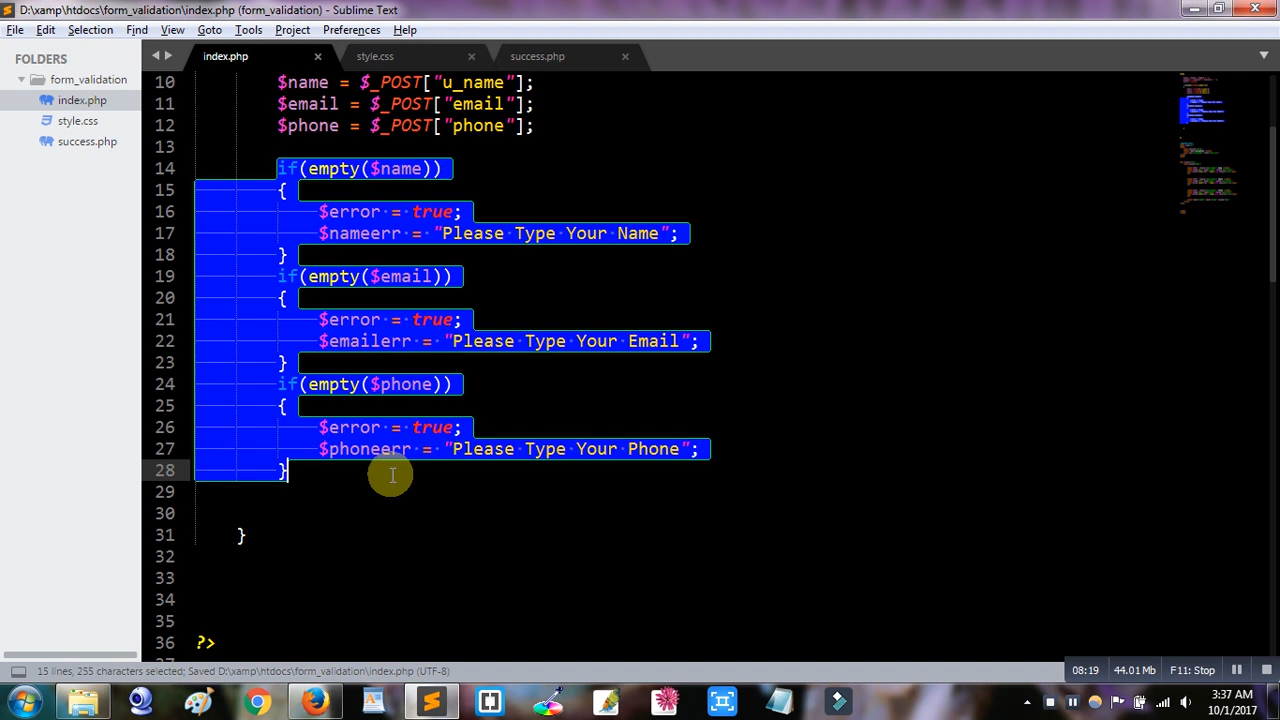 D:\xamp\htdocs\form_validation\index.php (form_validation) - Sublime Text
File Edit Selection Find View Goto Tools Project Preferences Help
FOLDERS
form_validation
index.php
style.css
success.php
index.php × style.css × success.php ×
10 $name = $_POST["u_name"];
11 $email = $_POST["email"];
12 $phone = $_POST["phone"];
13
14 if(empty($name))
15 {
16 $error = true;
17 $nameerr = "Please Type Your Name";
18 }
19 if(empty($email))
20 {
21 $error = true;
22 $emailerr = "Please Type Your Email";
23 }
24 if(empty($phone))
25 {
26 $error = true;
27 $phoneerr = "Please Type Your Phone";
28 }
29
30
31 }
32
33
34
35
36 ?>
15 lines, 255 characters selected; Saved D:\xamp\htdocs\form_validation\index.php (UTF-8)
08:19 44.01 Mb F11: Stop
3:37 AM
10/1/2017